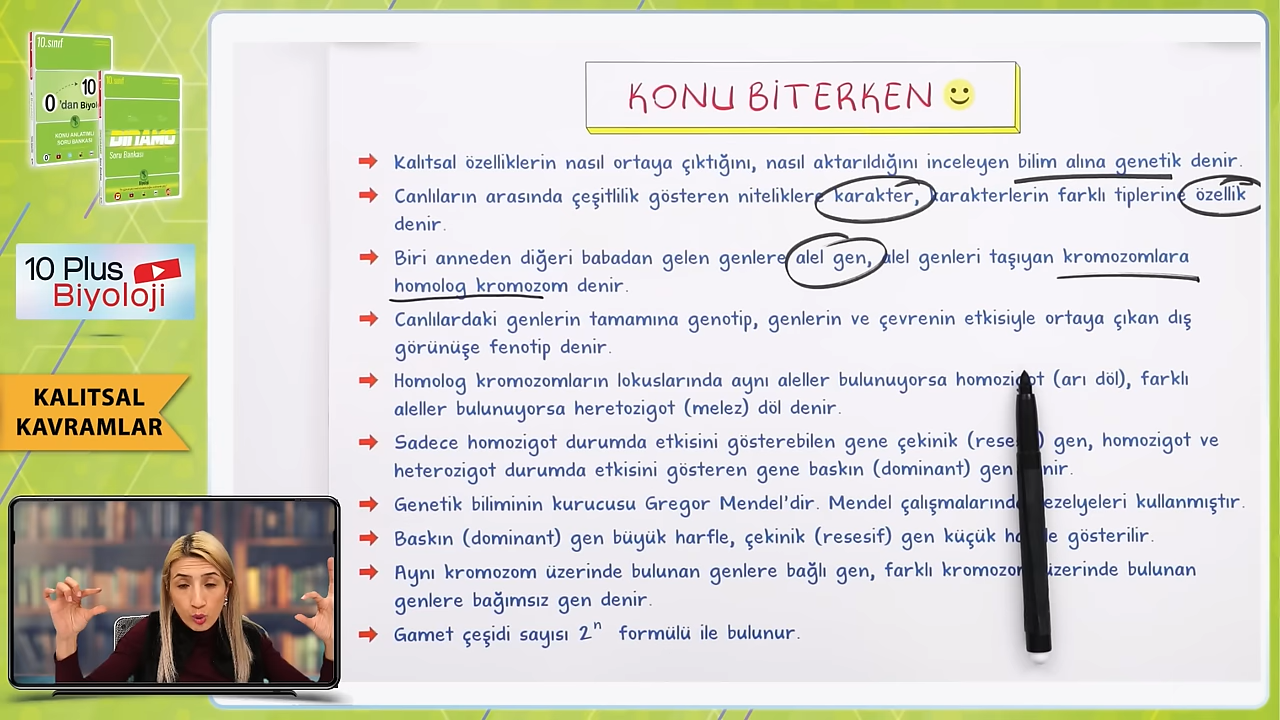 10.sınıf
0 'dan 10
Biyol
KONU ANLATIMLI
SORU BANKASI
10.sınıf
DİNAMO
Soru Bankası
10 Plus
Biyoloji
KALITSAL
KAVRAMLAR
KONU BİTERKEN
Kalıtsal özelliklerin nasıl ortaya çıktığını, nasıl aktarıldığını inceleyen bilim alına genetik denir.
Canlıların arasında çeşitlilik gösteren niteliklere karakter, karakterlerin farklı tiplerine özellik
denir.
Biri anneden diğeri babadan gelen genlere alel gen, alel genleri taşıyan kromozomlara
homolog kromozom denir.
Canlılardaki genlerin tamamına genotip, genlerin ve çevrenin etkisiyle ortaya çıkan dış
görünüşe fenotip denir.
Homolog kromozomların lokuslarında aynı aleller bulunuyorsa homozigot (arı döl), farklı
aleller bulunuyorsa heretozigot (melez) döl denir.
Sadece homozigot durumda etkisini gösterebilen gene çekinik (resesif) gen, homozigot ve
heterozigot durumda etkisini gösteren gene baskın (dominant) gen denir.
Genetik biliminin kurucusu Gregor Mendel'dir. Mendel çalışmalarında bezelyeleri kullanmıştır.
Baskın (dominant) gen büyük harfle, çekinik (resesif) gen küçük harfle gösterilir.
Aynı kromozom üzerinde bulunan genlere bağlı gen, farklı kromozom üzerinde bulunan
genlere bağımsız gen denir.
Gamet çeşidi sayısı 2ⁿ formülü ile bulunur.